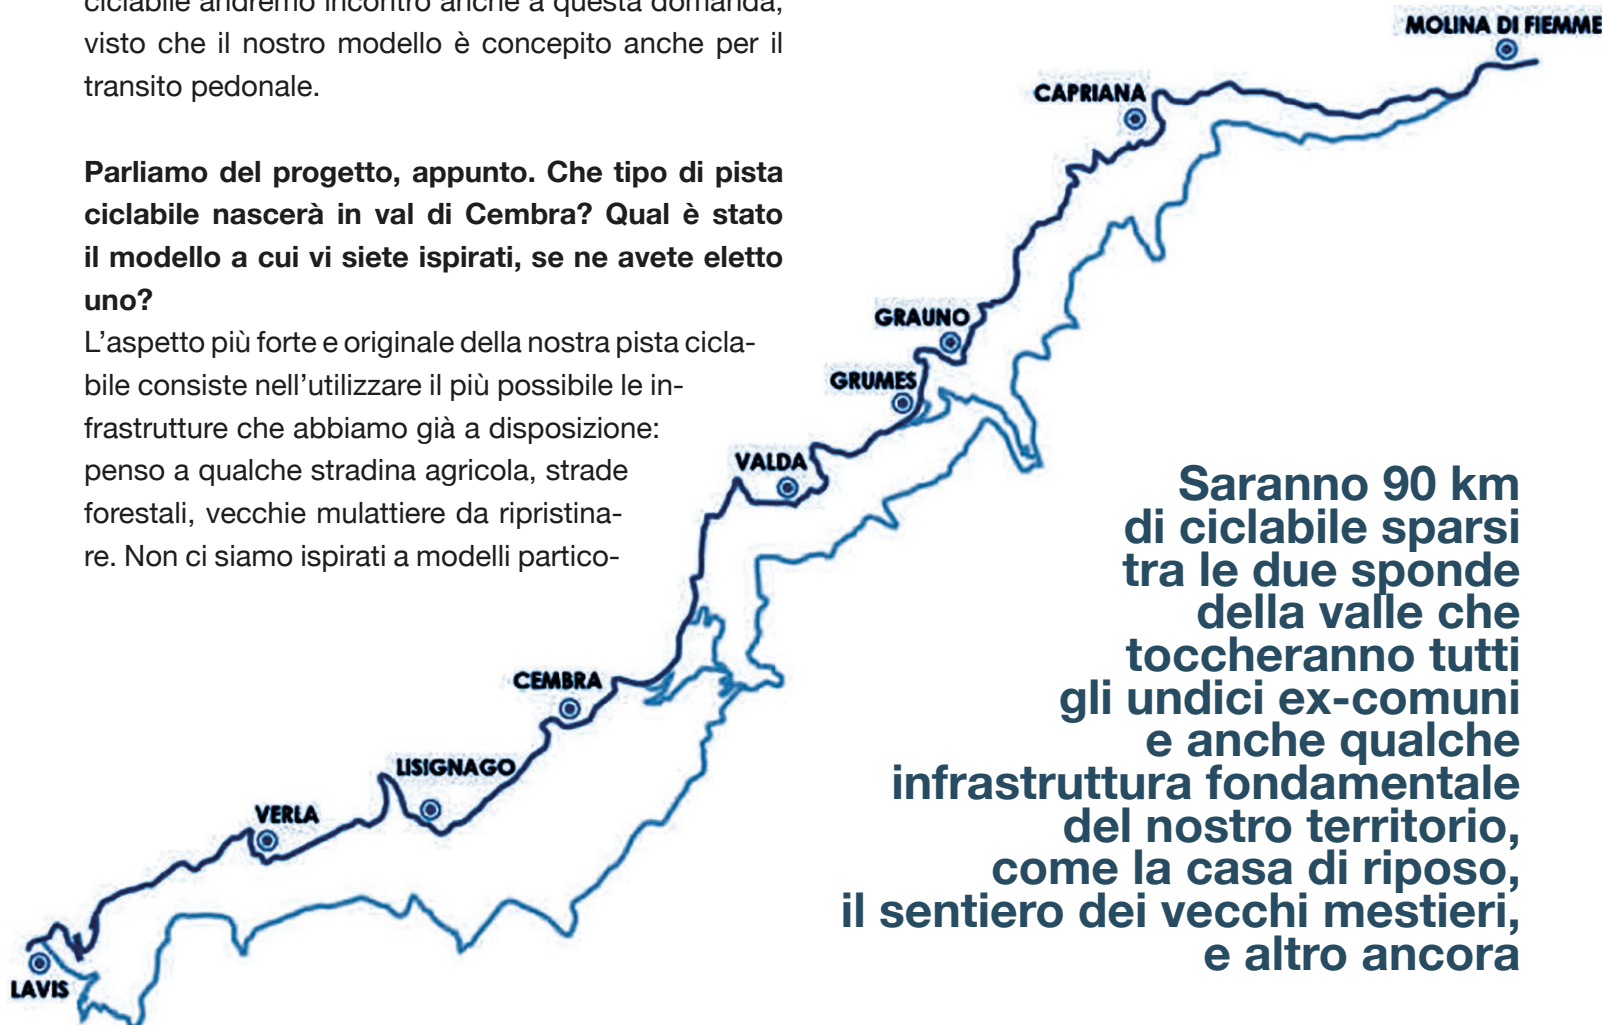 ciclabile andremo incontro anche a questa domanda,
visto che il nostro modello è concepito anche per il
transito pedonale.
Parliamo del progetto, appunto. Che tipo di pista
ciclabile nascerà in val di Cembra? Qual è stato
il modello a cui vi siete ispirati, se ne avete eletto
uno?
L’aspetto più forte e originale della nostra pista cicla-
bile consiste nell’utilizzare il più possibile le in-
frastrutture che abbiamo già a disposizione:
penso a qualche stradina agricola, strade
forestali, vecchie mulattiere da ripristina-
re. Non ci siamo ispirati a modelli partico-
MOLINA DI FIEMME
CAPRIANA
GRAUNO
GRUMES
VALDA
CEMBRA
LISIGNAGO
VERLA
LAVIS
Saranno 90 km
di ciclabile sparsi
tra le due sponde
della valle che
toccheranno tutti
gli undici ex-comuni
e anche qualche
infrastruttura fondamentale
del nostro territorio,
come la casa di riposo,
il sentiero dei vecchi mestieri,
e altro ancora